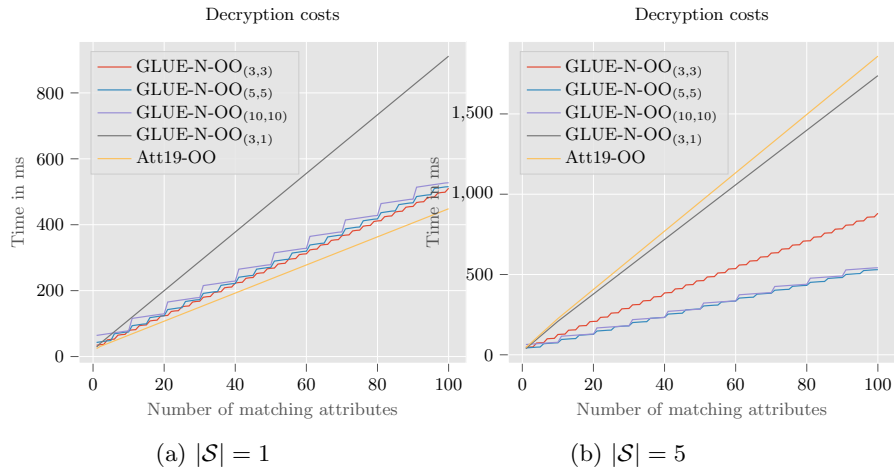 Decryption costs
GLUE-N-OO(3,3)
GLUE-N-OO(5,5)
GLUE-N-OO(10,10)
GLUE-N-OO(3,1)
Att19-OO
800
600
400
200
0
Time in ms
0 20 40 60 80 100
Number of matching attributes
(a) |S| = 1
Decryption costs
GLUE-N-OO(3,3)
GLUE-N-OO(5,5)
GLUE-N-OO(10,10)
GLUE-N-OO(3,1)
Att19-OO
1,500
1,000
500
0
Time in ms
0 20 40 60 80 100
Number of matching attributes
(b) |S| = 5